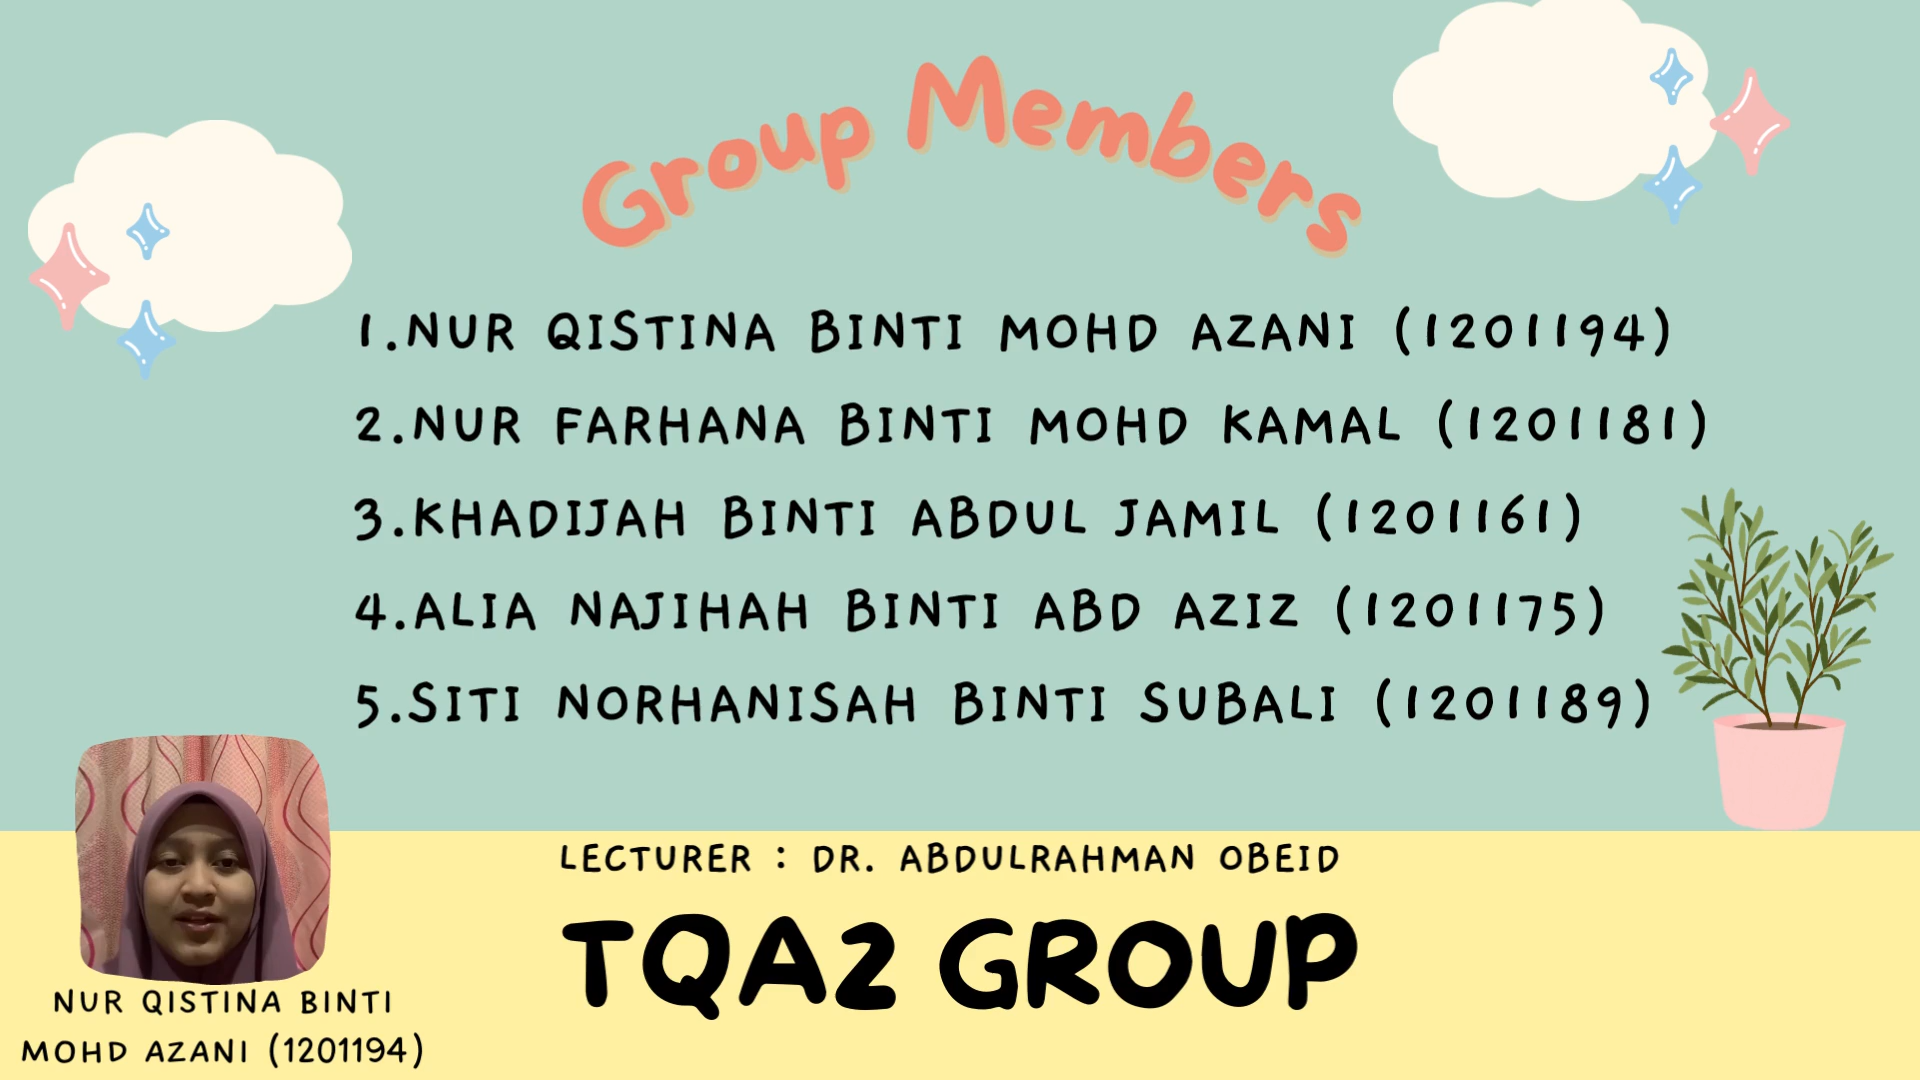 Group Members
1.NUR QISTINA BINTI MOHD AZANI (1201194)
2.NUR FARHANA BINTI MOHD KAMAL (1201181)
3.KHADIJAH BINTI ABDUL JAMIL (1201161)
4.ALIA NAJIHAH BINTI ABD AZIZ (1201175)
5.SITI NORHANISAH BINTI SUBALI (1201189)
LECTURER : DR. ABDULRAHMAN OBEID
TQA2 GROUP
NUR QISTINA BINTI
MOHD AZANI (1201194)